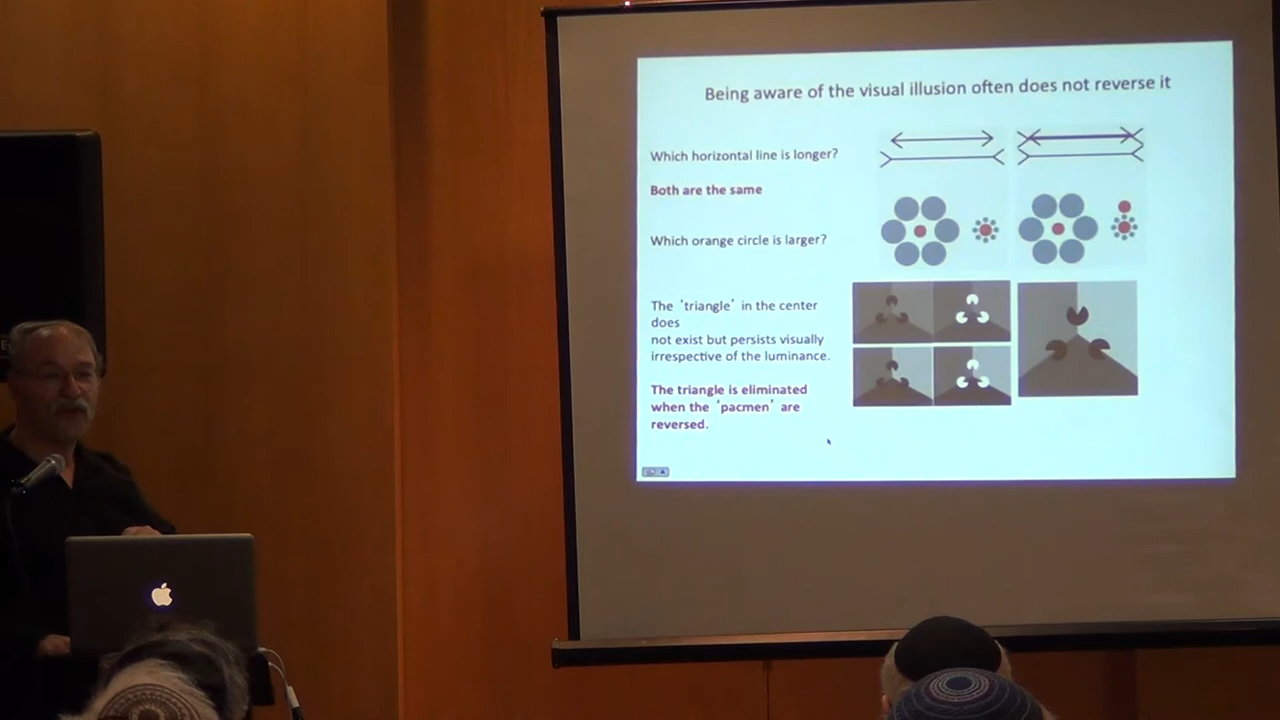 Being aware of the visual illusion often does not reverse it
Which horizontal line is longer?
Both are the same
Which orange circle is larger?
The 'triangle' in the center
does
not exist but persists visually
irrespective of the luminance.
The triangle is eliminated
when the 'pacmen' are
reversed.